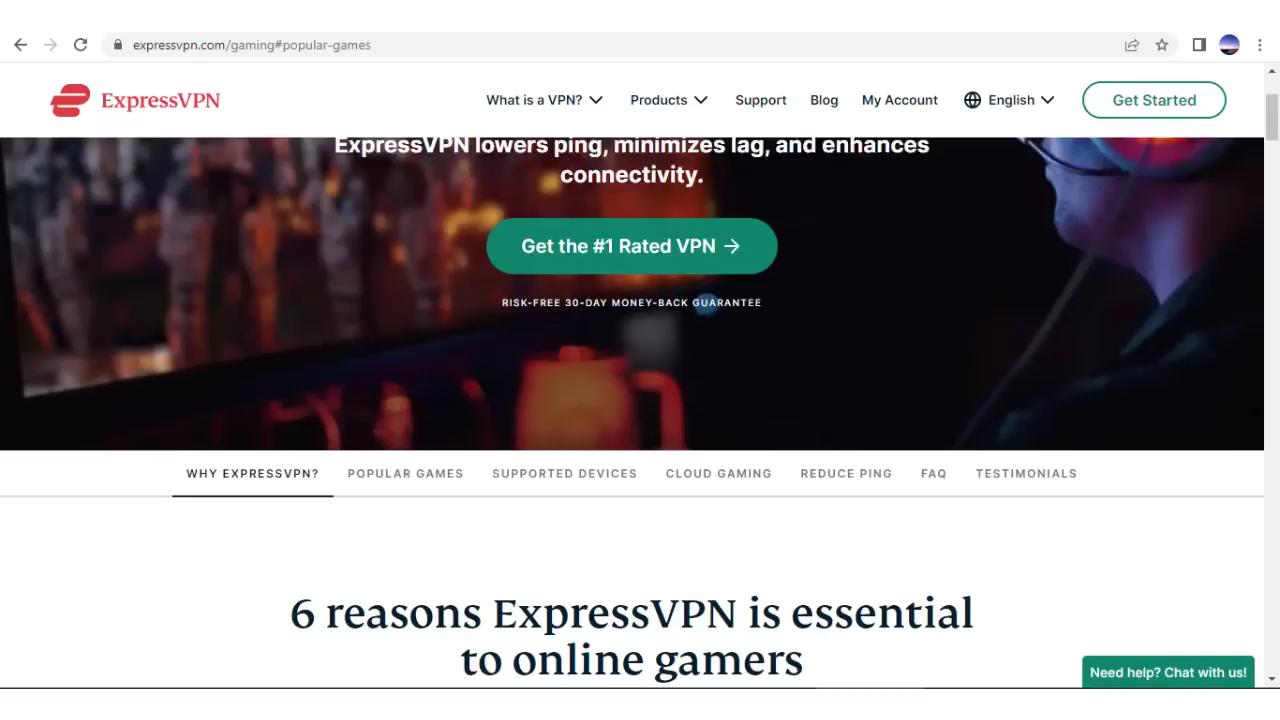 expressvpn.com/gaming#popular-games
ExpressVPN
What is a VPN?
Products
Support
Blog
My Account
English
Get Started
ExpressVPN lowers ping, minimizes lag, and enhances
connectivity.
Get the #1 Rated VPN →
RISK-FREE 30-DAY MONEY-BACK GUARANTEE
WHY EXPRESSVPN?
POPULAR GAMES
SUPPORTED DEVICES
CLOUD GAMING
REDUCE PING
FAQ
TESTIMONIALS
6 reasons ExpressVPN is essential
to online gamers
Need help? Chat with us!